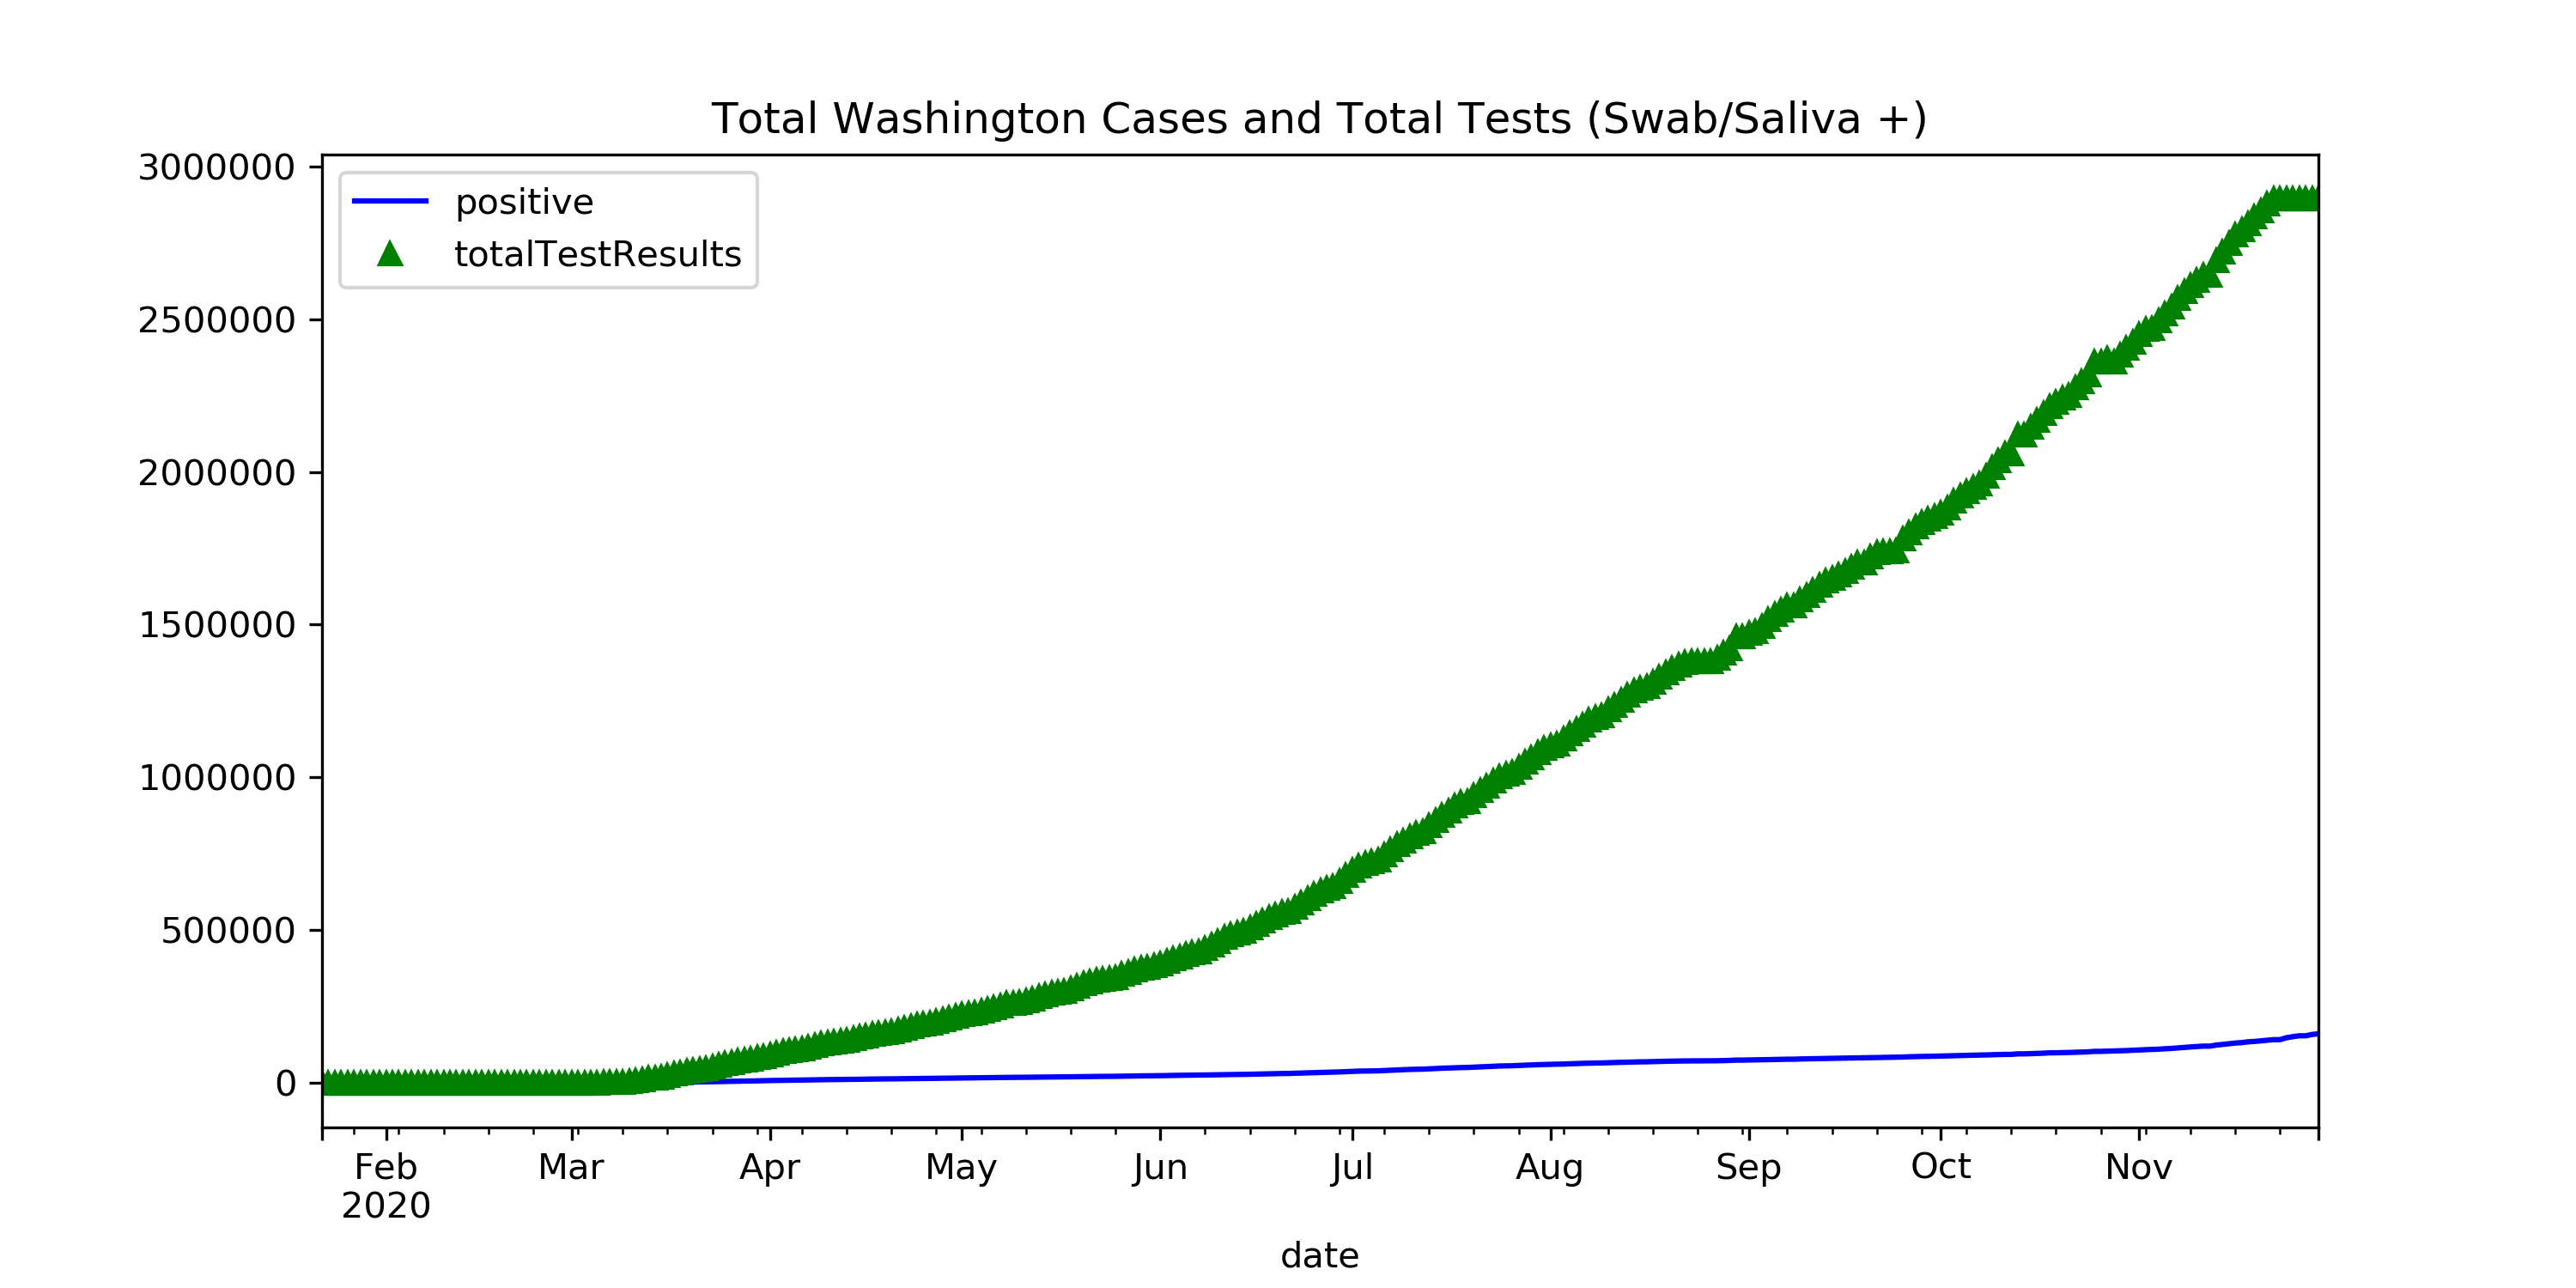 Total Washington Cases and Total Tests (Swab/Saliva +)
3000000
positive
totalTestResults
2500000
2000000
1500000
1000000
500000
0
Feb Mar Apr May Jun Jul Aug Sep Oct Nov
2020
date